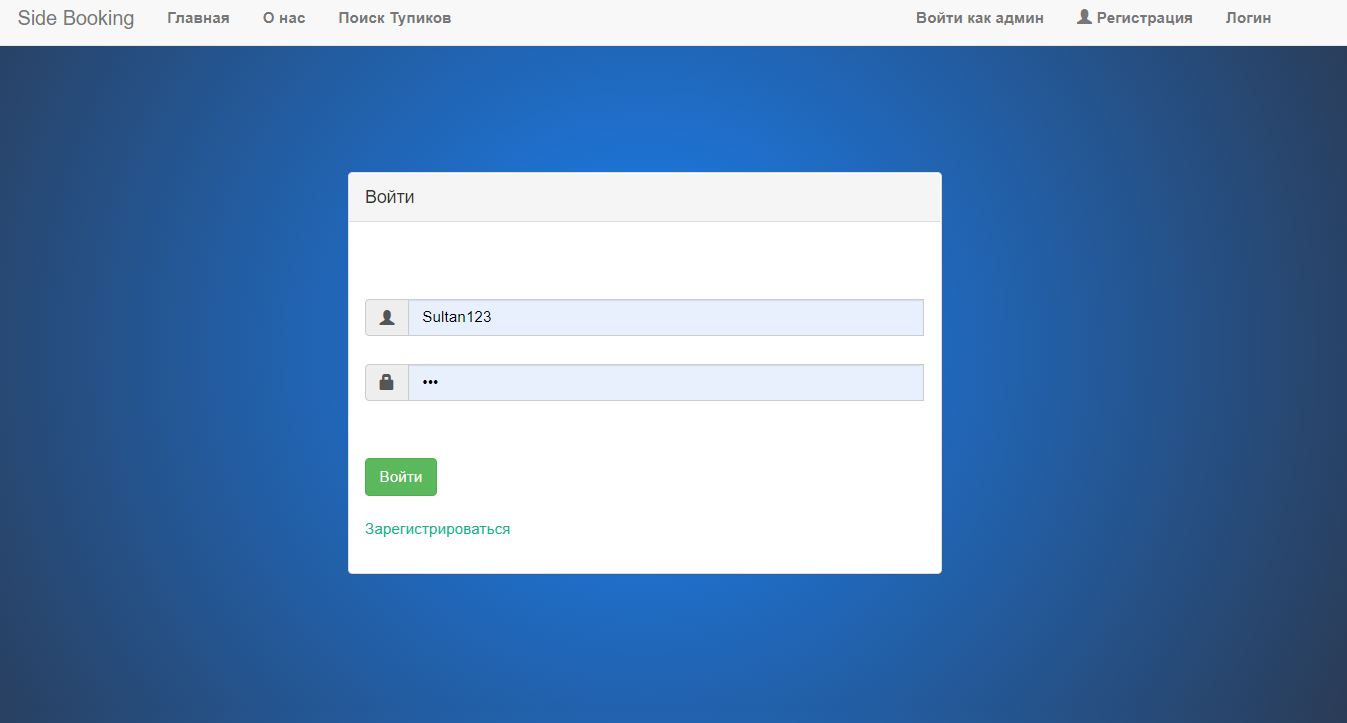 Side Booking Главная О нас Поиск Тупиков Войти как админ Регистрация Логин
Войти
Sultan123
•••
Войти
Зарегистрироваться